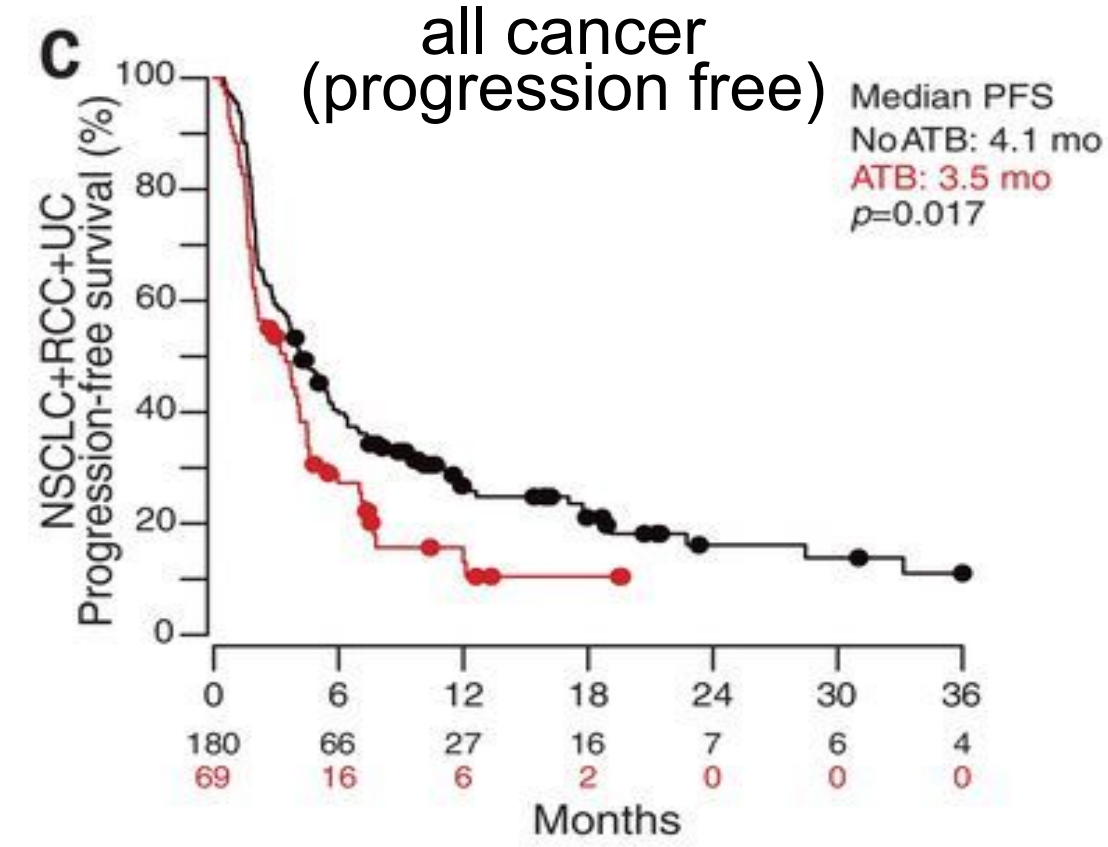 C
all cancer
(progression free)
Median PFS
No ATB: 4.1 mo
ATB: 3.5 mo
p=0.017
NSCLC+RCC+UC
Progression-free survival (%)
100
80
60
40
20
0
0 6 12 18 24 30 36
180 66 27 16 7 6 4
69 16 6 2 0 0 0
Months